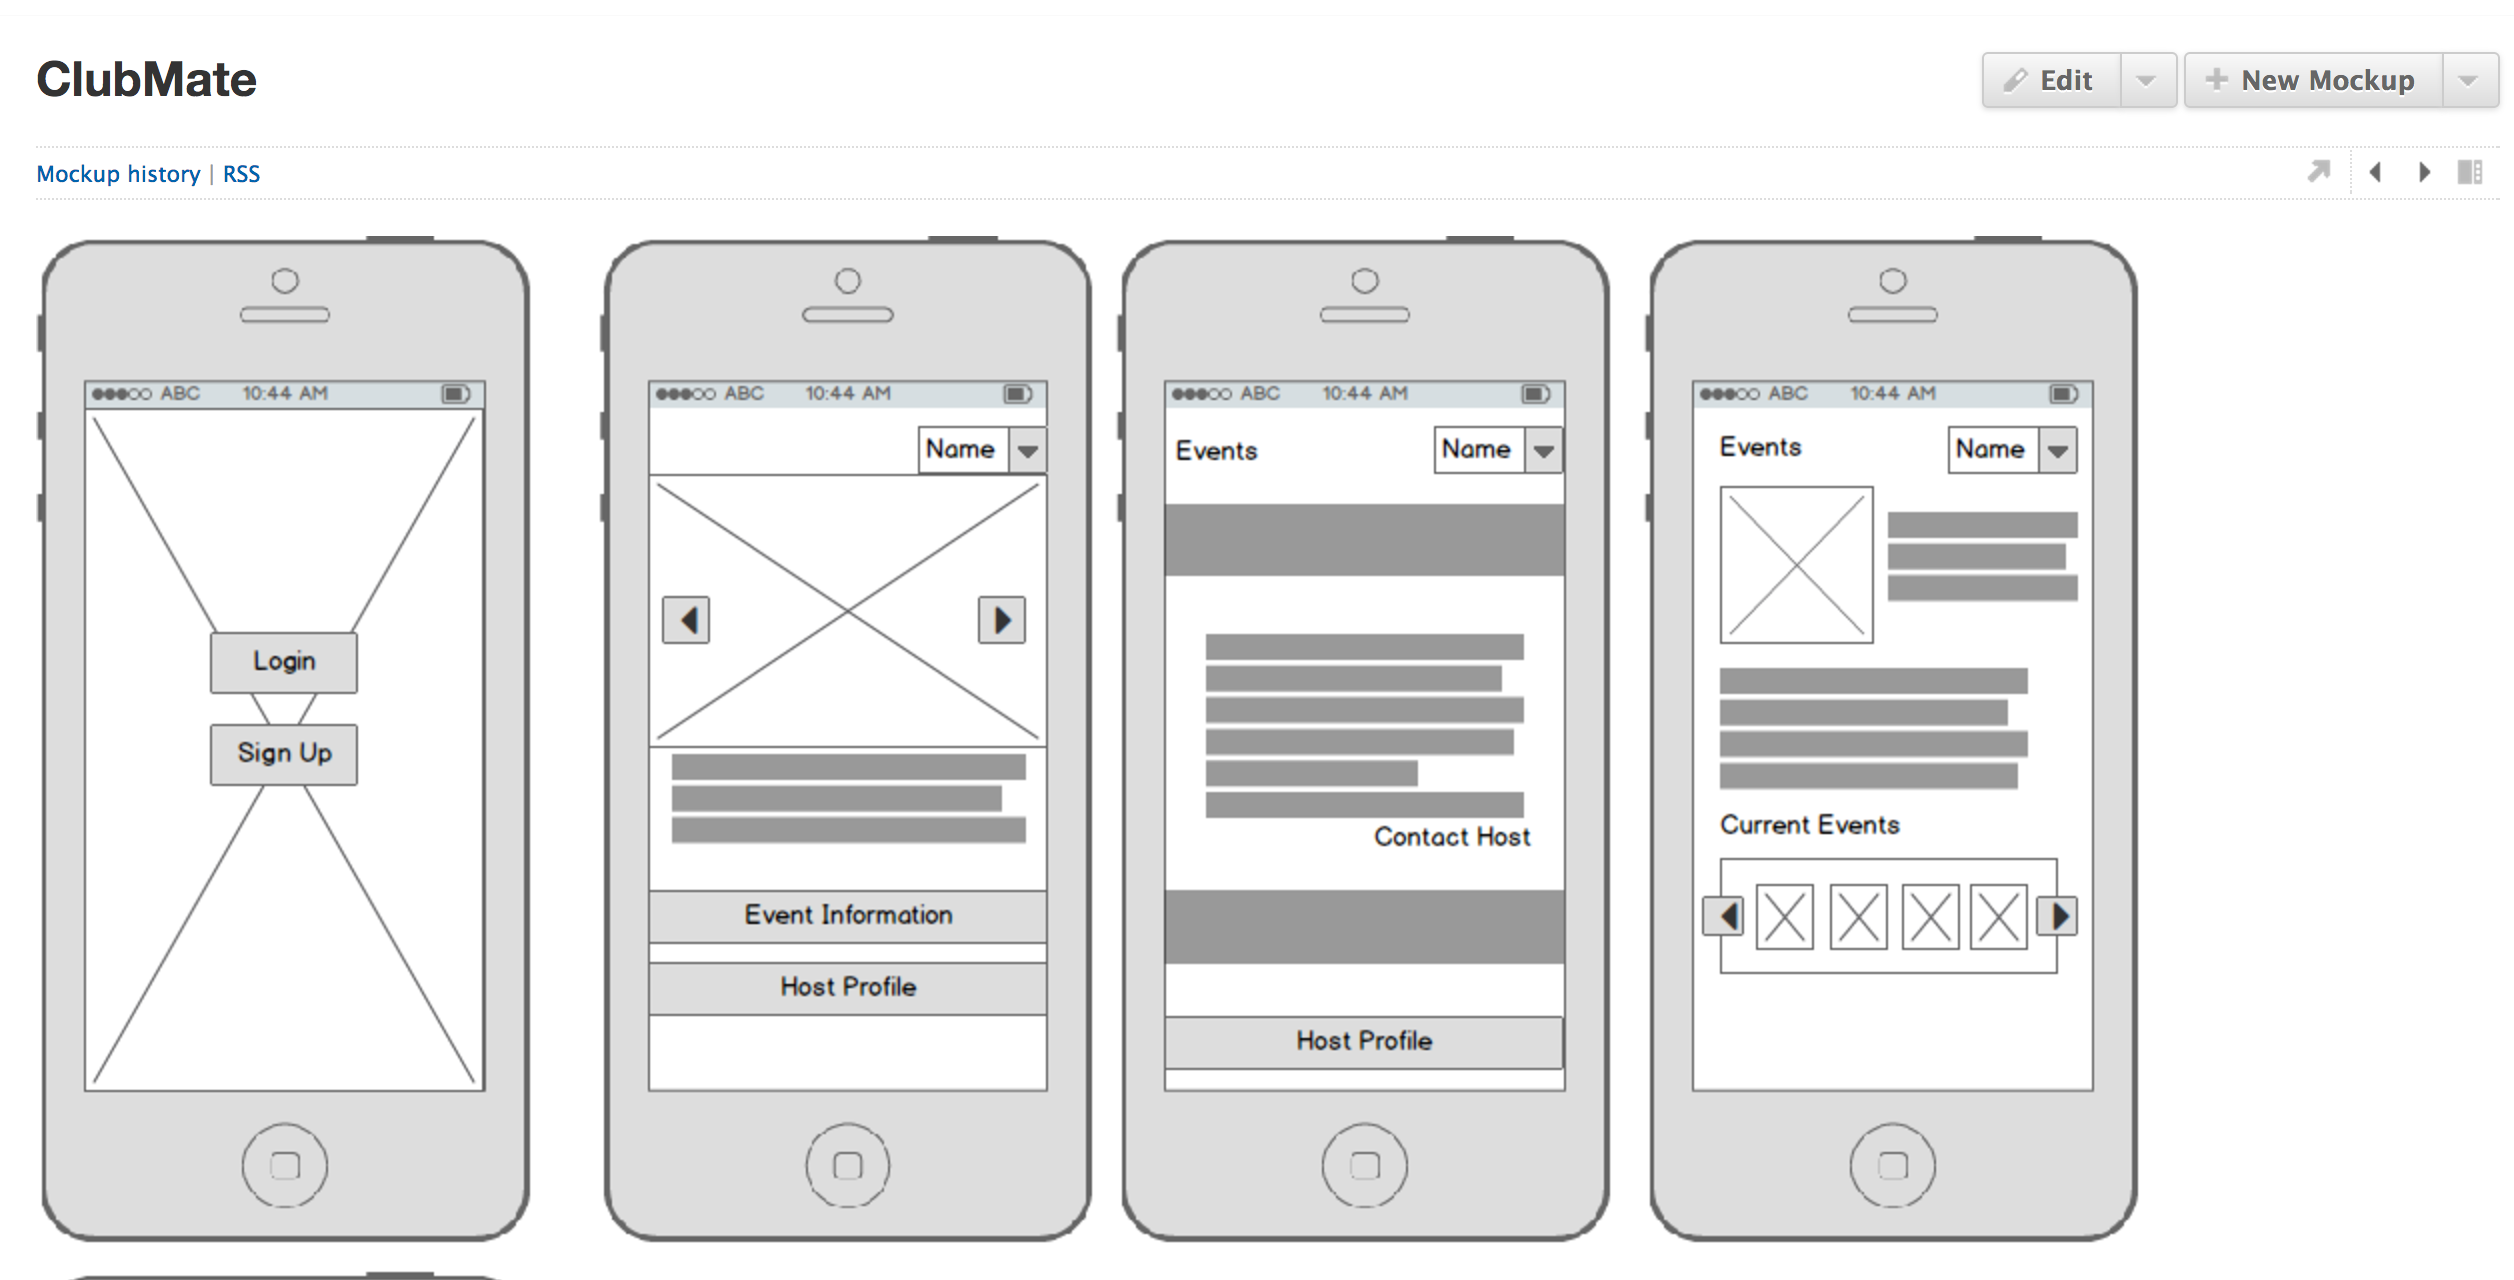 ClubMate
Edit
New Mockup
Mockup history | RSS
ABC 10:44 AM
Login
Sign Up
ABC 10:44 AM
Name
Event Information
Host Profile
ABC 10:44 AM
Events
Name
Contact Host
Host Profile
ABC 10:44 AM
Events
Name
Current Events